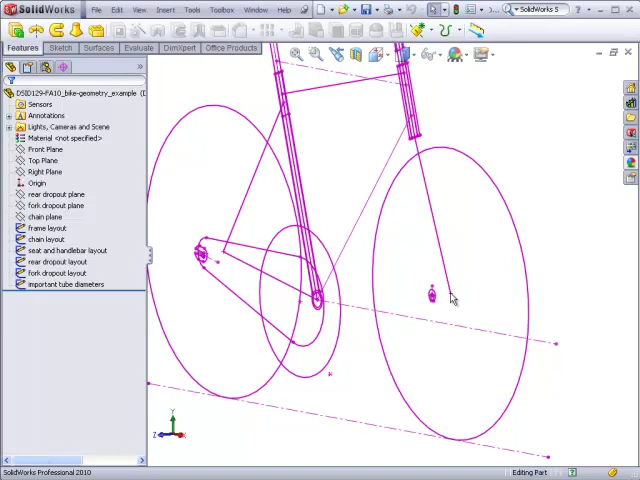 SolidWorks
File Edit View Insert Tools Toolbox Window Help
SolidWorks S
Features Sketch Surfaces Evaluate DimXpert Office Products
DSID129-FA10_bike-geometry_example (D
Sensors
Annotations
Lights, Cameras and Scene
Material <not specified>
Front Plane
Top Plane
Right Plane
Origin
rear dropout plane
fork dropout plane
chain plane
frame layout
chain layout
seat and handlebar layout
rear dropout layout
fork dropout layout
important tube diameters
Y
Z
X
SolidWorks Professional 2010
Editing Part